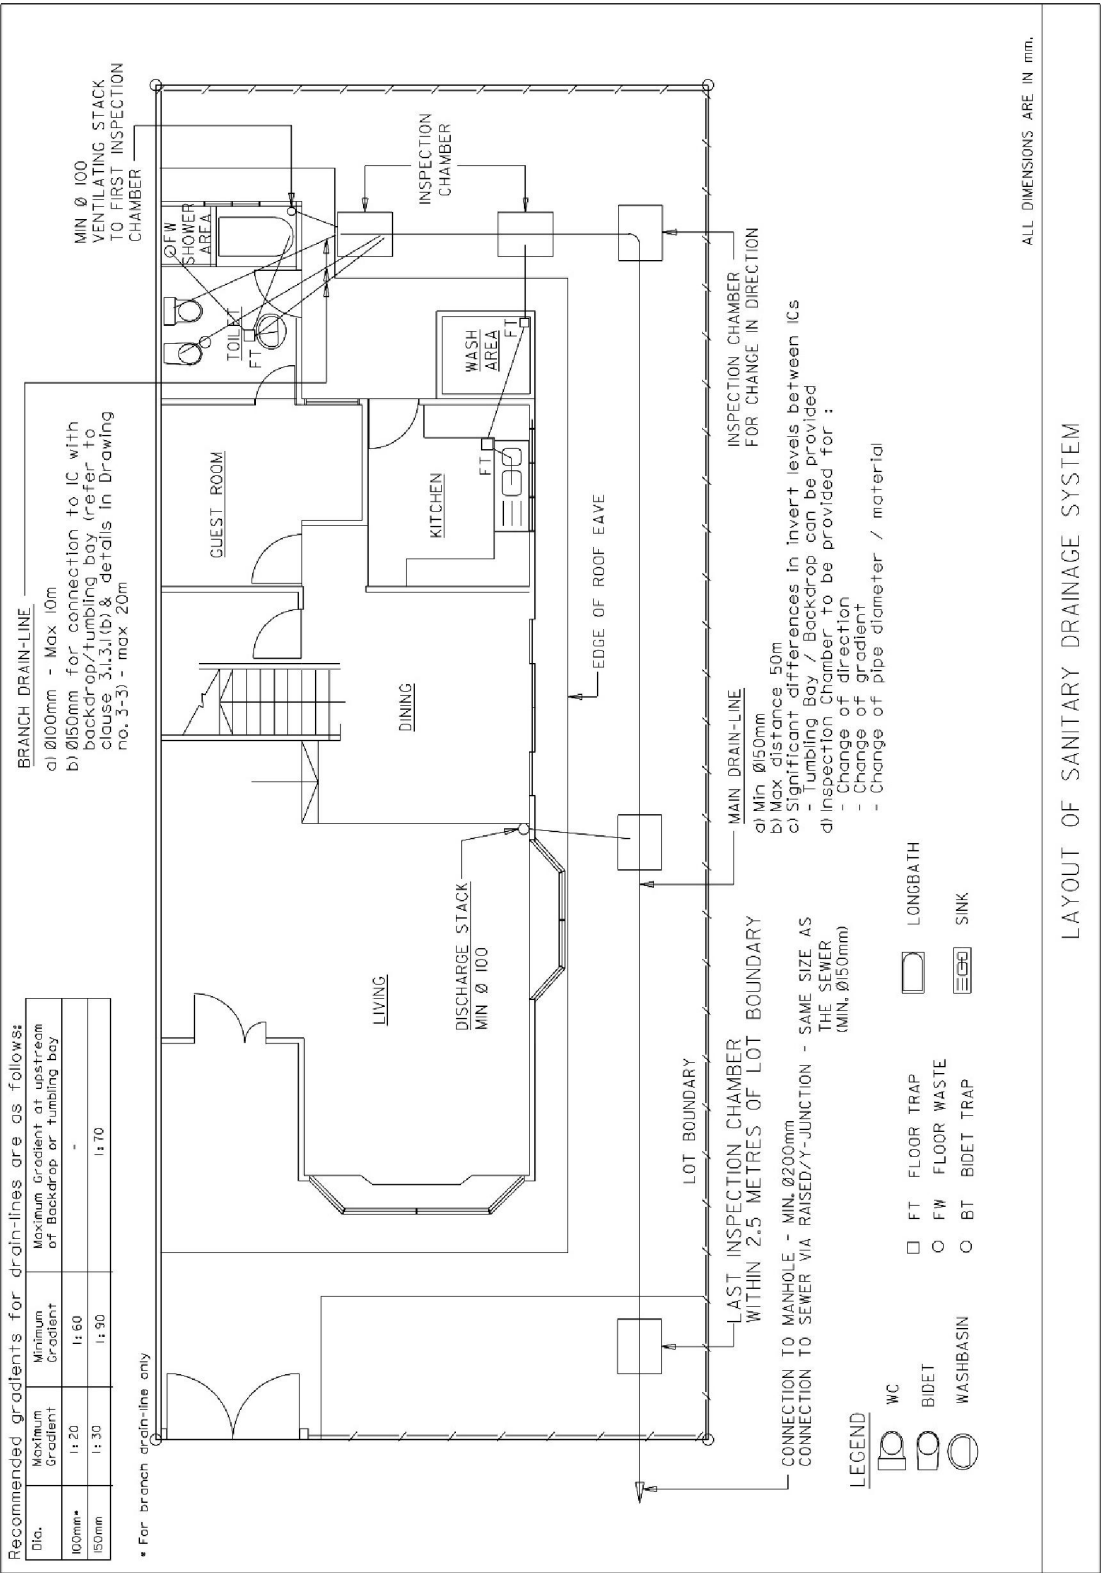 Recommended gradients for drain-lines are as follows:
Dia.
Maximum
Gradient
Minimum
Gradient
Maximum Gradient at upstream
of Backdrop or tumbling bay
100mm*
1:20
1:60
-
150mm
1:30
1:90
1:70
* For branch drain-line only
BRANCH DRAIN-LINE
a) Ø100mm - Max 10m
b) Ø150mm for connection to IC with
backdrop/tumbling bay (refer to
clause 3.1.3.1(b) & details in Drawing
no. 3-3) - max 20m
MIN Ø 100
VENTILATING STACK
TO FIRST INSPECTION
CHAMBER
FW
SHOWER
AREA
TOILET
FT
GUEST ROOM
INSPECTION
CHAMBER
WASH
AREA
FT
KITCHEN
FT
DINING
LIVING
DISCHARGE STACK
MIN Ø 100
EDGE OF ROOF EAVE
LOT BOUNDARY
INSPECTION CHAMBER
FOR CHANGE IN DIRECTION
MAIN DRAIN-LINE
a) Min Ø150mm
b) Max distance 50m
c) Significant differences in invert levels between ICs
- Tumbling Bay / Backdrop can be provided
d) Inspection Chamber to be provided for :
- Change of direction
- Change of gradient
- Change of pipe diameter / material
LAST INSPECTION CHAMBER
WITHIN 2.5 METRES OF LOT BOUNDARY
CONNECTION TO MANHOLE - MIN. Ø200mm
CONNECTION TO SEWER VIA RAISED/Y-JUNCTION - SAME SIZE AS
THE SEWER
(MIN. Ø150mm)
LEGEND
WC
BIDET
WASHBASIN
FT FLOOR TRAP
FW FLOOR WASTE
BT BIDET TRAP
LONGBATH
SINK
ALL DIMENSIONS ARE IN mm.
LAYOUT OF SANITARY DRAINAGE SYSTEM